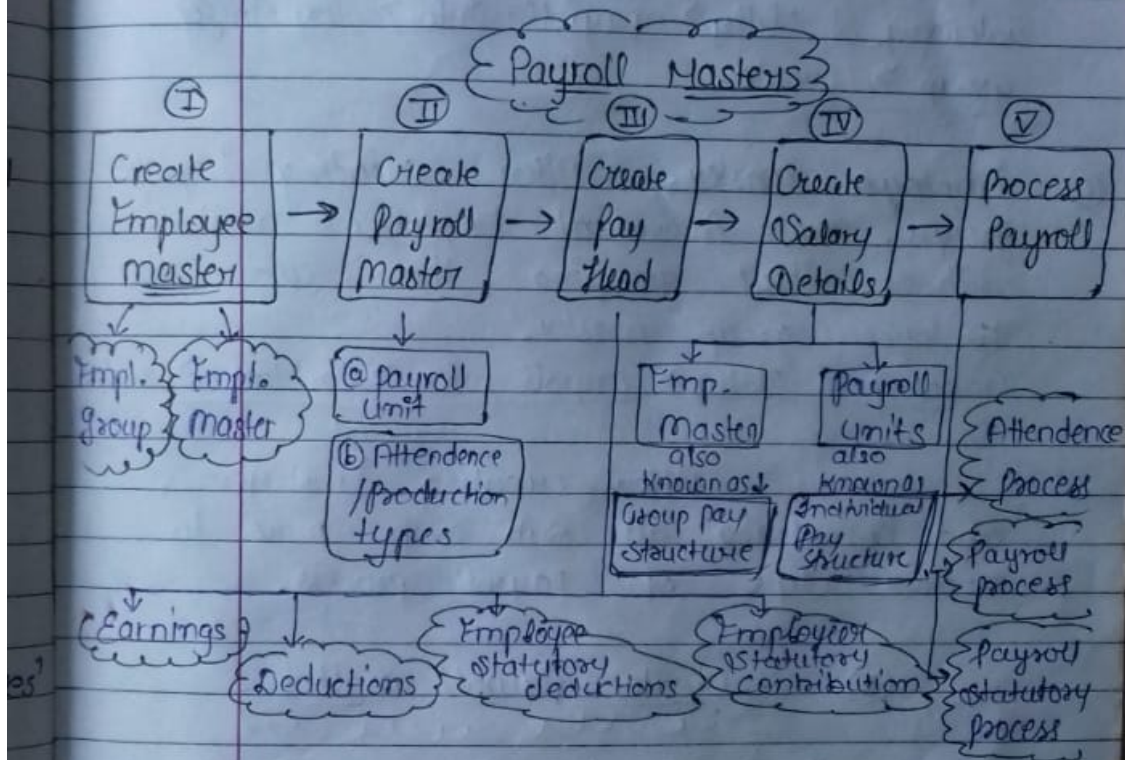 Payroll Masters
I
II
III
IV
V
Create
Employee
master
Create
Payroll
Master
Create
Pay
Head
Create
Salary
Details
Process
Payroll
Empl.
group
Emplo.
Master
(a) Payroll
Unit
(b) Attendence
/Production
types
Emp.
Master
also
Known as
Group pay
structure
Payroll
units
also
Known as
Individual
Pay
structure
Attendence
process
Payroll
process
Payroll
statutory
process
Earnings
Deductions
Employee
statutory
deductions
Employier
statutory
contribution
es'